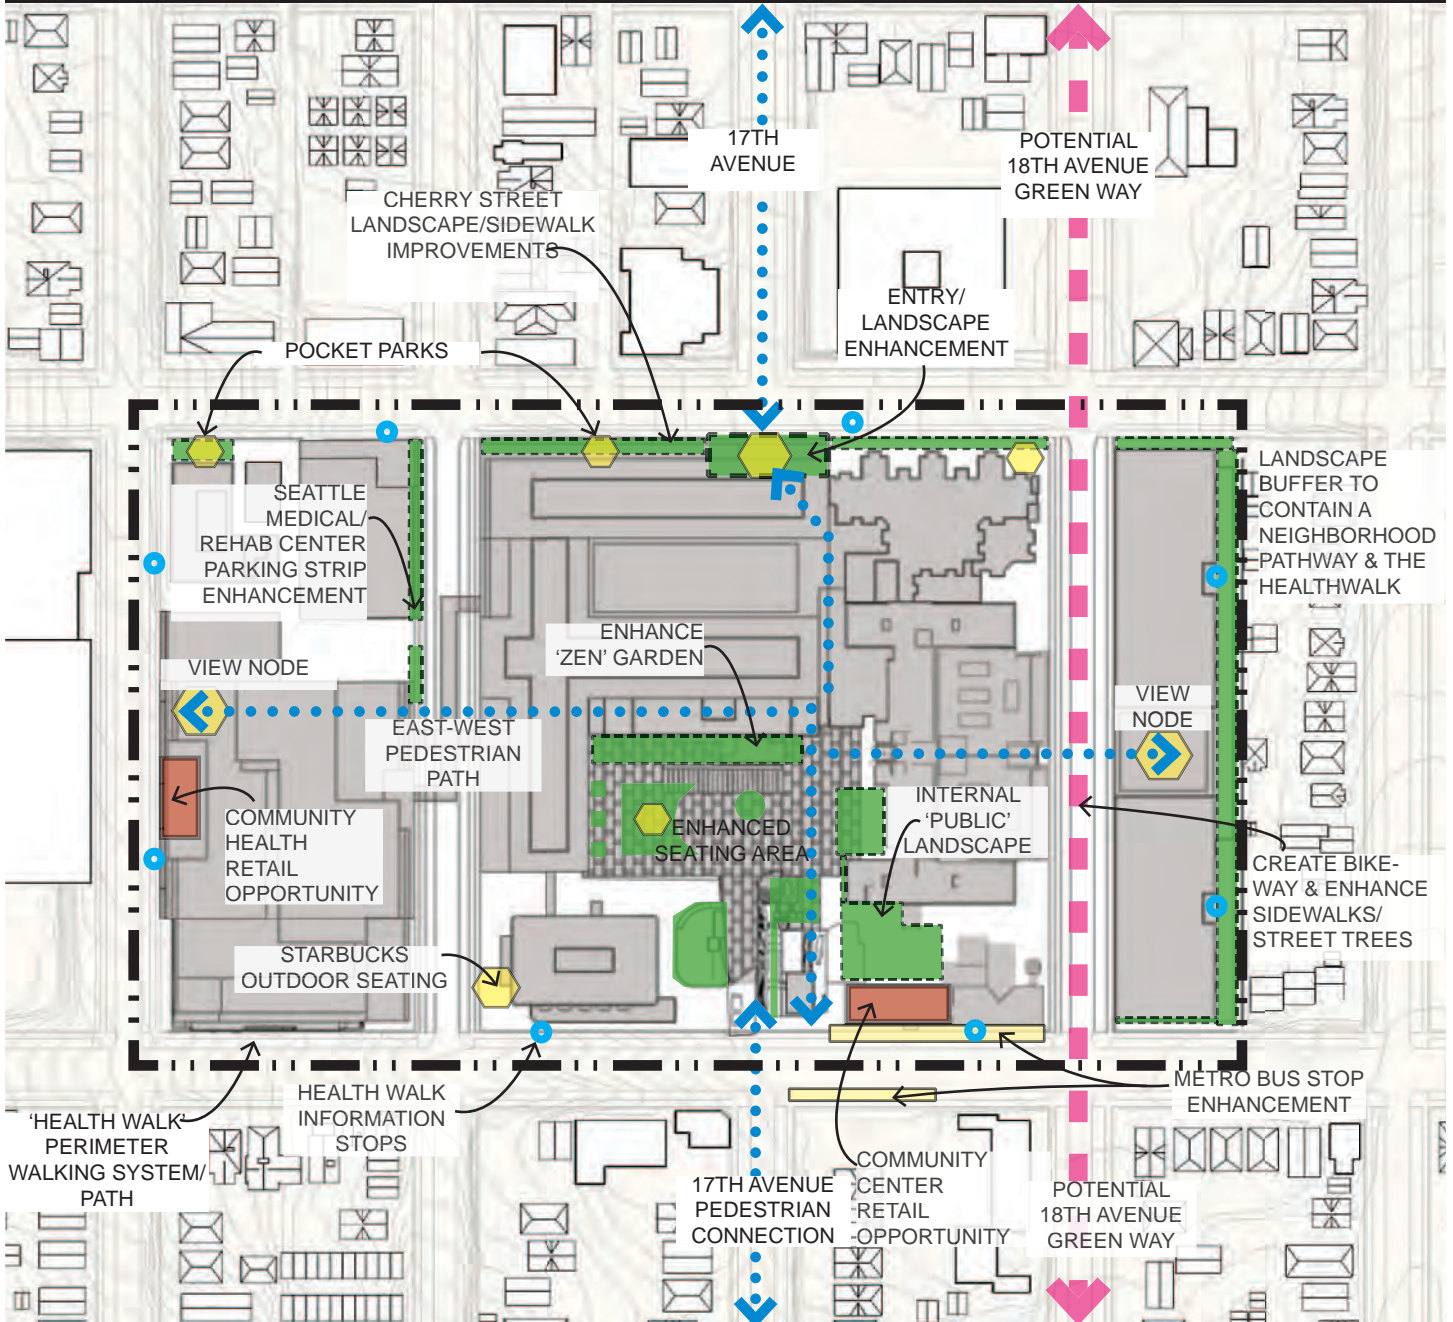 17TH
AVENUE
POTENTIAL
18TH AVENUE
GREEN WAY
CHERRY STREET
LANDSCAPE/SIDEWALK
IMPROVEMENTS
ENTRY/
LANDSCAPE
ENHANCEMENT
POCKET PARKS
SEATTLE
MEDICAL/
REHAB CENTER
PARKING STRIP
ENHANCEMENT
LANDSCAPE
BUFFER TO
CONTAIN A
NEIGHBORHOOD
PATHWAY & THE
HEALTHWALK
ENHANCE
‘ZEN’ GARDEN
VIEW NODE
VIEW
NODE
EAST-WEST
PEDESTRIAN
PATH
COMMUNITY
HEALTH
RETAIL
OPPORTUNITY
ENHANCED
SEATING AREA
INTERNAL
‘PUBLIC’
LANDSCAPE
CREATE BIKE-
WAY & ENHANCE
SIDEWALKS/
STREET TREES
STARBUCKS
OUTDOOR SEATING
‘HEALTH WALK’
PERIMETER
WALKING SYSTEM/
PATH
HEALTH WALK
INFORMATION
STOPS
METRO BUS STOP
ENHANCEMENT
17TH AVENUE
PEDESTRIAN
CONNECTION
COMMUNITY
CENTER
RETAIL
OPPORTUNITY
POTENTIAL
18TH AVENUE
GREEN WAY